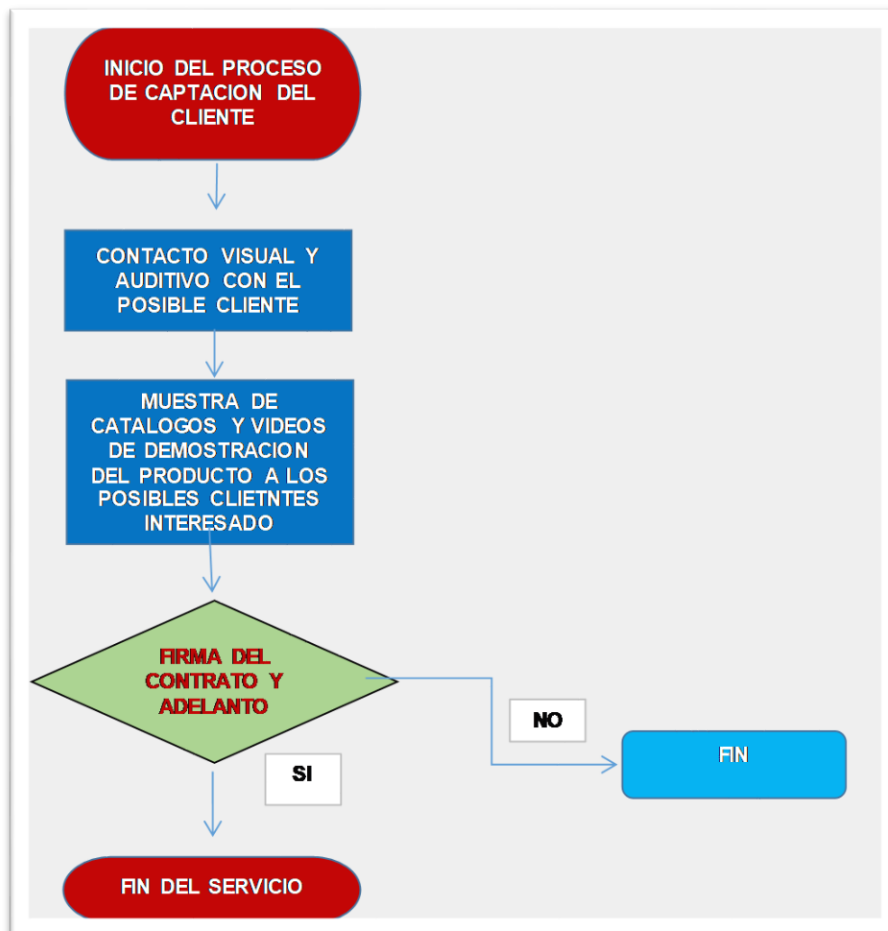 INICIO DEL PROCESO
DE CAPTACION DEL
CLIENTE
CONTACTO VISUAL Y
AUDITIVO CON EL
POSIBLE CLIENTE
MUESTRA DE
CATALOGOS Y VIDEOS
DE DEMOSTRACION
DEL PRODUCTO A LOS
POSIBLES CLIETNTES
INTERESADO
FIRMA DEL
CONTRATO Y
ADELANTO
NO
FIN
SI
FIN DEL SERVICIO